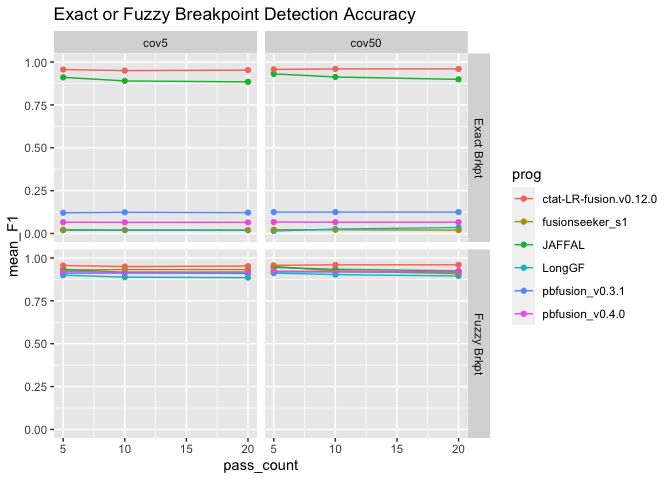 Exact or Fuzzy Breakpoint Detection Accuracy
cov5
cov50
mean_F1
1.00
0.75
0.50
0.25
0.00
Exact Brkpt
1.00
0.75
0.50
0.25
0.00
Fuzzy Brkpt
5
10
15
20
5
10
15
20
pass_count
prog
ctat-LR-fusion.v0.12.0
fusionseeker_s1
JAFFAL
LongGF
pbfusion_v0.3.1
pbfusion_v0.4.0